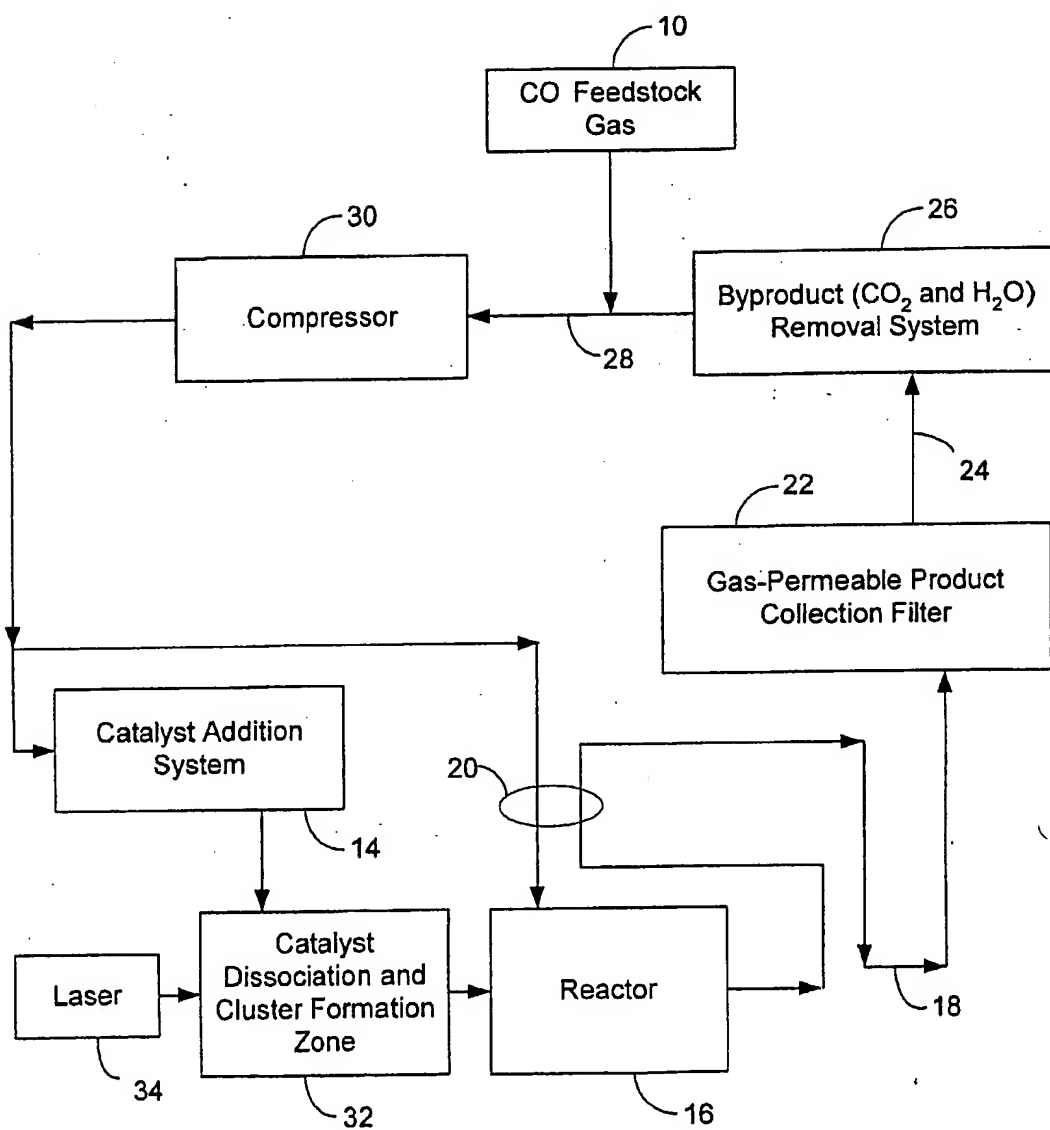 10
CO Feedstock
Gas
30
26
Compressor
Byproduct (CO₂ and H₂O)
Removal System
28
24
22
Gas-Permeable Product
Collection Filter
Catalyst Addition
System
20
14
Laser
Catalyst
Dissociation and
Cluster Formation
Zone
Reactor
18
34
32
16